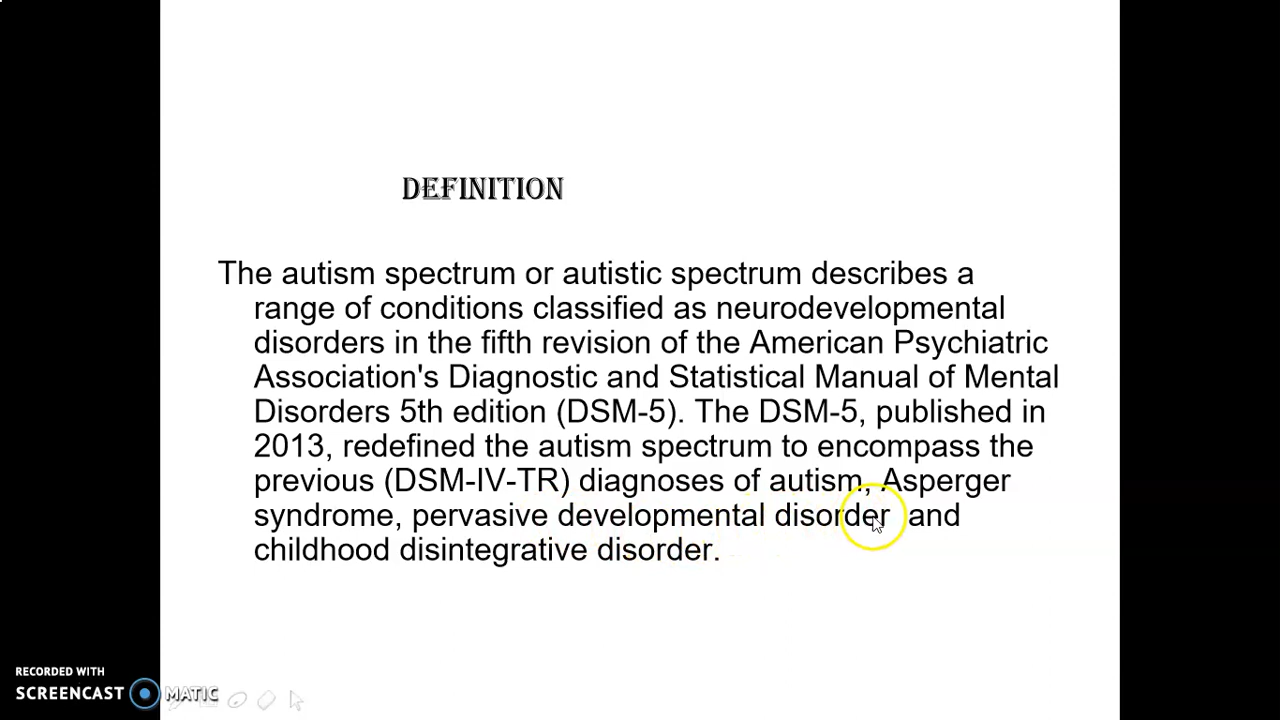 DEFINITION
The autism spectrum or autistic spectrum describes a
range of conditions classified as neurodevelopmental
disorders in the fifth revision of the American Psychiatric
Association's Diagnostic and Statistical Manual of Mental
Disorders 5th edition (DSM-5). The DSM-5, published in
2013, redefined the autism spectrum to encompass the
previous (DSM-IV-TR) diagnoses of autism, Asperger
syndrome, pervasive developmental disorder and
childhood disintegrative disorder.
RECORDED WITH
SCREENCAST MATIC